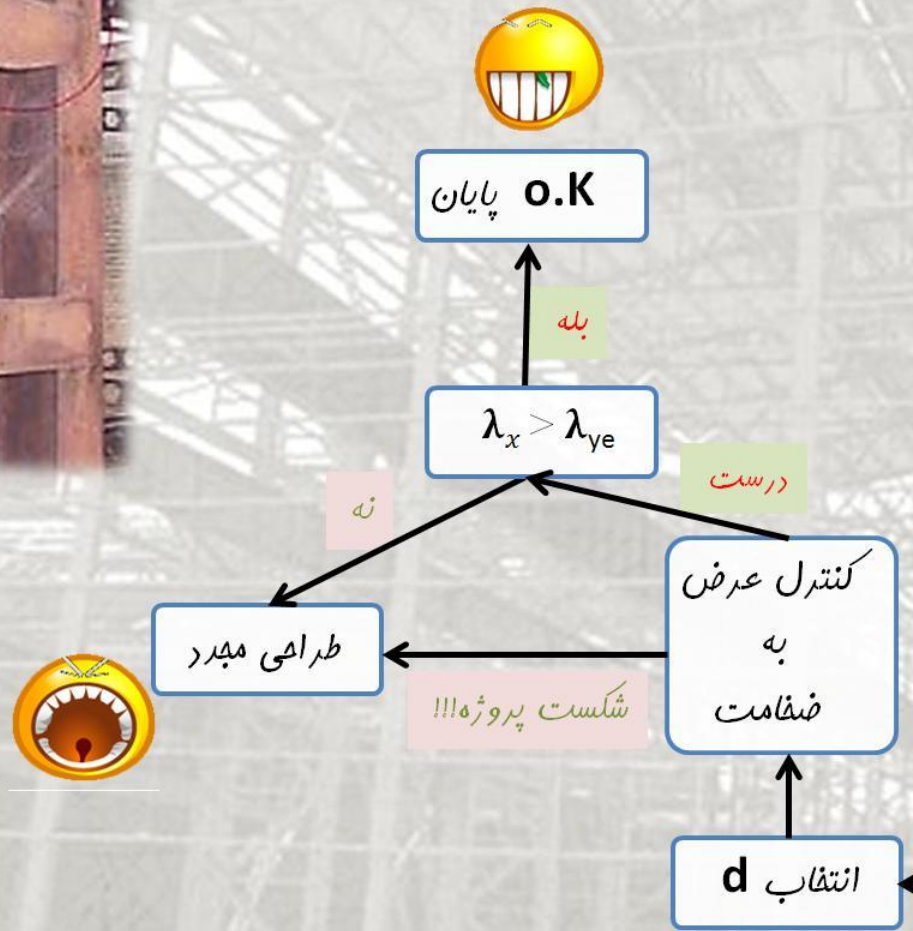 o.K پایان
بله
λx > λye
درست
نه
کنترل عرض
به
ضخامت
طراحی مجدد
شکست پروژه!!!
انتخاب d